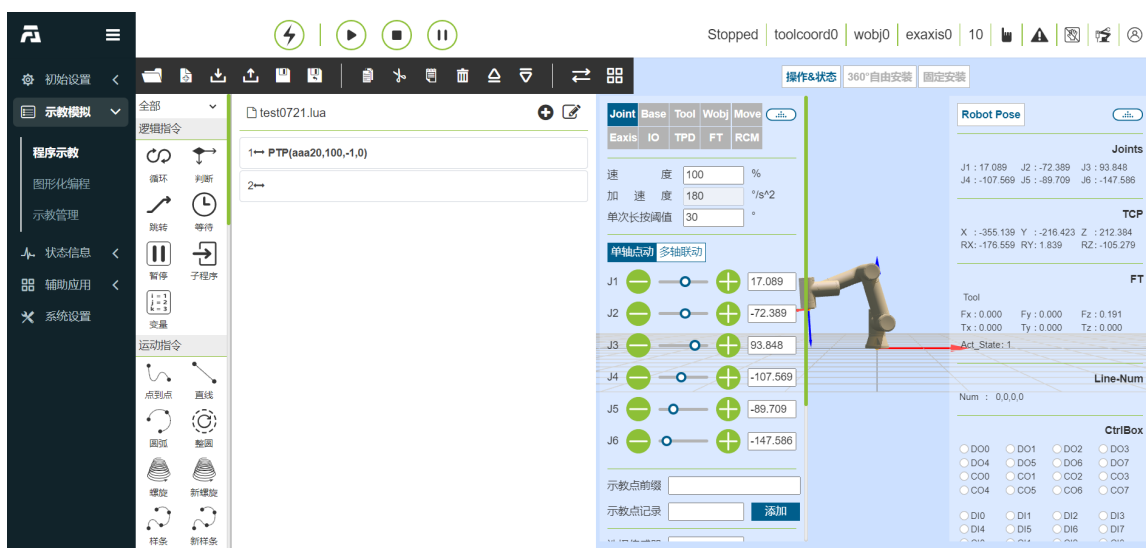 Stopped toolcoord0 wobj0 exaxis0 10
初始设置
示教模拟
程序示教
图形化编程
示教管理
状态信息
辅助应用
系统设置
操作&状态 360°自由安装 固定安装
全部
逻辑指令
循环 判断
跳转 等待
暂停 子程序
i = 1
j = 2
k = 3
变量
运动指令
点到点 直线
圆弧 整圆
螺旋 新螺旋
样条 新样条
test0721.lua
1 PTP(aaa20,100,-1,0)
2
Joint Base Tool Wobj Move
Eaxis IO TPD FT RCM
速 度 100 %
加 速 度 180 °/s^2
单次长按阈值 30 °
单轴点动 多轴联动
J1 17.089
J2 -72.389
J3 93.848
J4 -107.569
J5 -89.709
J6 -147.586
示教点前缀
示教点记录 添加
Robot Pose
Joints
J1 : 17.089 J2 : -72.389 J3 : 93.848
J4 : -107.569 J5 : -89.709 J6 : -147.586
TCP
X : -355.139 Y : -216.423 Z : 212.384
RX: -176.559 RY: 1.839 RZ: -105.279
FT
Tool
Fx : 0.000 Fy : 0.000 Fz : 0.191
Tx : 0.000 Ty : 0.000 Tz : 0.000
Act_State: 1
Line-Num
Num : 0,0,0,0
CtrlBox
DO0 DO1 DO2 DO3
DO4 DO5 DO6 DO7
CO0 CO1 CO2 CO3
CO4 CO5 CO6 CO7
DI0 DI1 DI2 DI3
DI4 DI5 DI6 DI7